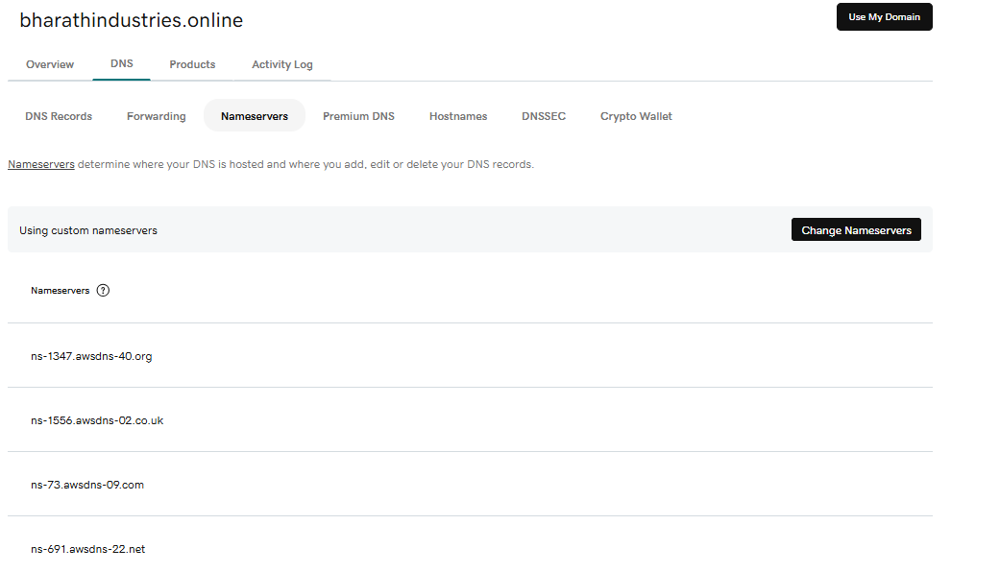 bharathindustries.online
Use My Domain
Overview DNS Products Activity Log
DNS Records Forwarding Nameservers Premium DNS Hostnames DNSSEC Crypto Wallet
Nameservers determine where your DNS is hosted and where you add, edit or delete your DNS records.
Using custom nameservers Change Nameservers
Nameservers ?
ns-1347.awsdns-40.org
ns-1556.awsdns-02.co.uk
ns-73.awsdns-09.com
ns-691.awsdns-22.net